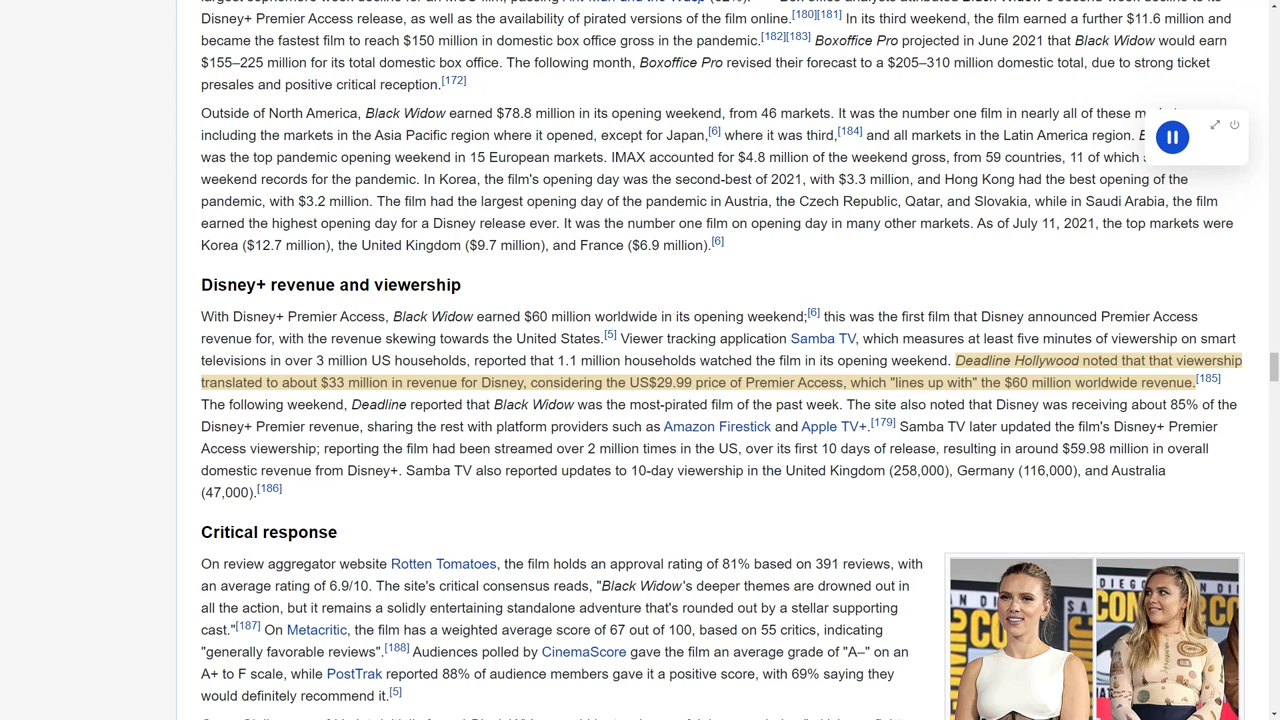 Disney+ Premier Access release, as well as the availability of pirated versions of the film online.[180][181] In its third weekend, the film earned a further $11.6 million and
became the fastest film to reach $150 million in domestic box office gross in the pandemic.[182][183] Boxoffice Pro projected in June 2021 that Black Widow would earn
$155–225 million for its total domestic box office. The following month, Boxoffice Pro revised their forecast to a $205–310 million domestic total, due to strong ticket
presales and positive critical reception.[172]
Outside of North America, Black Widow earned $78.8 million in its opening weekend, from 46 markets. It was the number one film in nearly all of these
including the markets in the Asia Pacific region where it opened, except for Japan,[6] where it was third,[184] and all markets in the Latin America region.
was the top pandemic opening weekend in 15 European markets. IMAX accounted for $4.8 million of the weekend gross, from 59 countries, 11 of which
weekend records for the pandemic. In Korea, the film's opening day was the second-best of 2021, with $3.3 million, and Hong Kong had the best opening of the
pandemic, with $3.2 million. The film had the largest opening day of the pandemic in Austria, the Czech Republic, Qatar, and Slovakia, while in Saudi Arabia, the film
earned the highest opening day for a Disney release ever. It was the number one film on opening day in many other markets. As of July 11, 2021, the top markets were
Korea ($12.7 million), the United Kingdom ($9.7 million), and France ($6.9 million).[6]
Disney+ revenue and viewership
With Disney+ Premier Access, Black Widow earned $60 million worldwide in its opening weekend;[6] this was the first film that Disney announced Premier Access
revenue for, with the revenue skewing towards the United States.[5] Viewer tracking application Samba TV, which measures at least five minutes of viewership on smart
televisions in over 3 million US households, reported that 1.1 million households watched the film in its opening weekend. Deadline Hollywood noted that that viewership
translated to about $33 million in revenue for Disney, considering the US$29.99 price of Premier Access, which "lines up with" the $60 million worldwide revenue.[185]
The following weekend, Deadline reported that Black Widow was the most-pirated film of the past week. The site also noted that Disney was receiving about 85% of the
Disney+ Premier revenue, sharing the rest with platform providers such as Amazon Firestick and Apple TV+.[179] Samba TV later updated the film's Disney+ Premier
Access viewership; reporting the film had been streamed over 2 million times in the US, over its first 10 days of release, resulting in around $59.98 million in overall
domestic revenue from Disney+. Samba TV also reported updates to 10-day viewership in the United Kingdom (258,000), Germany (116,000), and Australia
(47,000).[186]
Critical response
On review aggregator website Rotten Tomatoes, the film holds an approval rating of 81% based on 391 reviews, with
an average rating of 6.9/10. The site's critical consensus reads, "Black Widow's deeper themes are drowned out in
all the action, but it remains a solidly entertaining standalone adventure that's rounded out by a stellar supporting
cast."[187] On Metacritic, the film has a weighted average score of 67 out of 100, based on 55 critics, indicating
"generally favorable reviews".[188] Audiences polled by CinemaScore gave the film an average grade of "A–" on an
A+ to F scale, while PostTrak reported 88% of audience members gave it a positive score, with 69% saying they
would definitely recommend it.[5]